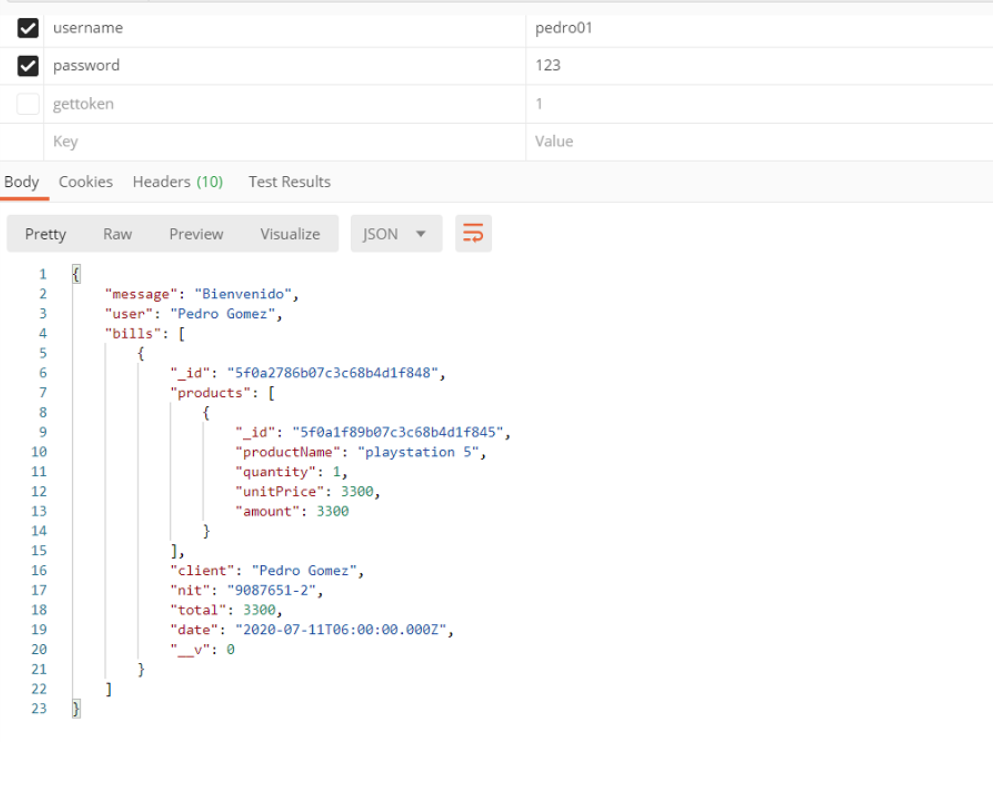 username pedro01
password 123
gettoken 1
Key Value
Body Cookies Headers (10) Test Results
Pretty Raw Preview Visualize JSON
1 {
2 "message": "Bienvenido",
3 "user": "Pedro Gomez",
4 "bills": [
5 {
6 "_id": "5f0a2786b07c3c68b4d1f848",
7 "products": [
8 {
9 "_id": "5f0a1f89b07c3c68b4d1f845",
10 "productName": "playstation 5",
11 "quantity": 1,
12 "unitPrice": 3300,
13 "amount": 3300
14 }
15 ],
16 "client": "Pedro Gomez",
17 "nit": "9087651-2",
18 "total": 3300,
19 "date": "2020-07-11T06:00:00.000Z",
20 "__v": 0
21 }
22 ]
23 }